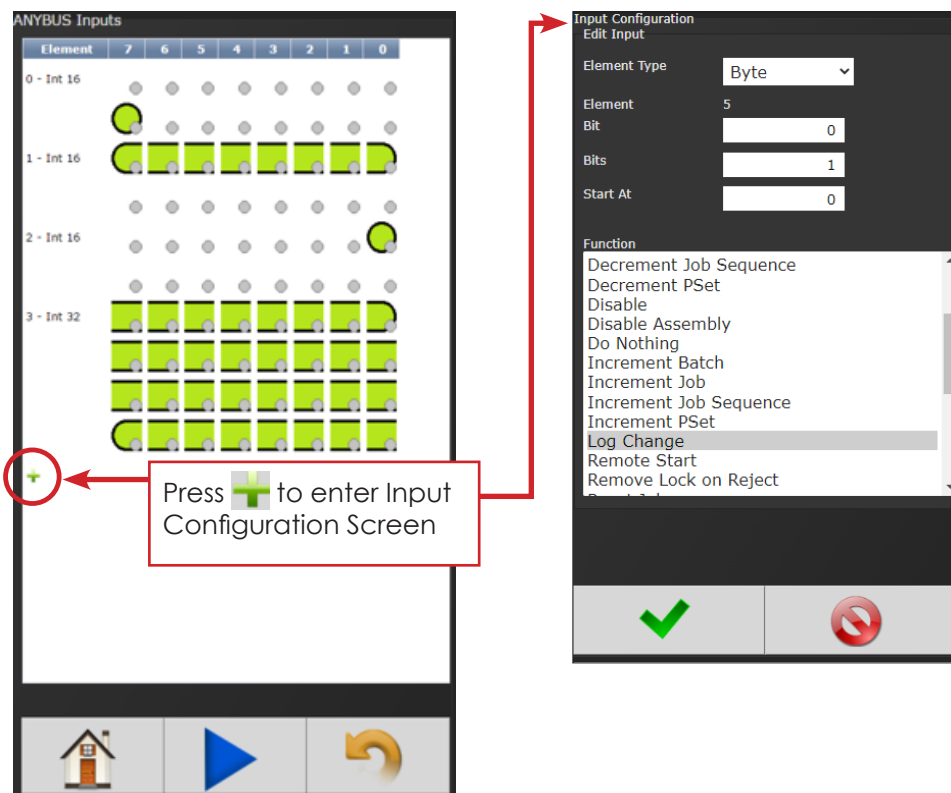 ANYBUS Inputs
Element 7 6 5 4 3 2 1 0
0 - Int 16
1 - Int 16
2 - Int 16
3 - Int 32
Press to enter Input
Configuration Screen
Input Configuration
Edit Input
Element Type Byte
Element 5
Bit 0
Bits 1
Start At 0
Function
Decrement Job Sequence
Decrement PSet
Disable
Disable Assembly
Do Nothing
Increment Batch
Increment Job
Increment Job Sequence
Increment PSet
Log Change
Remote Start
Remove Lock on Reject